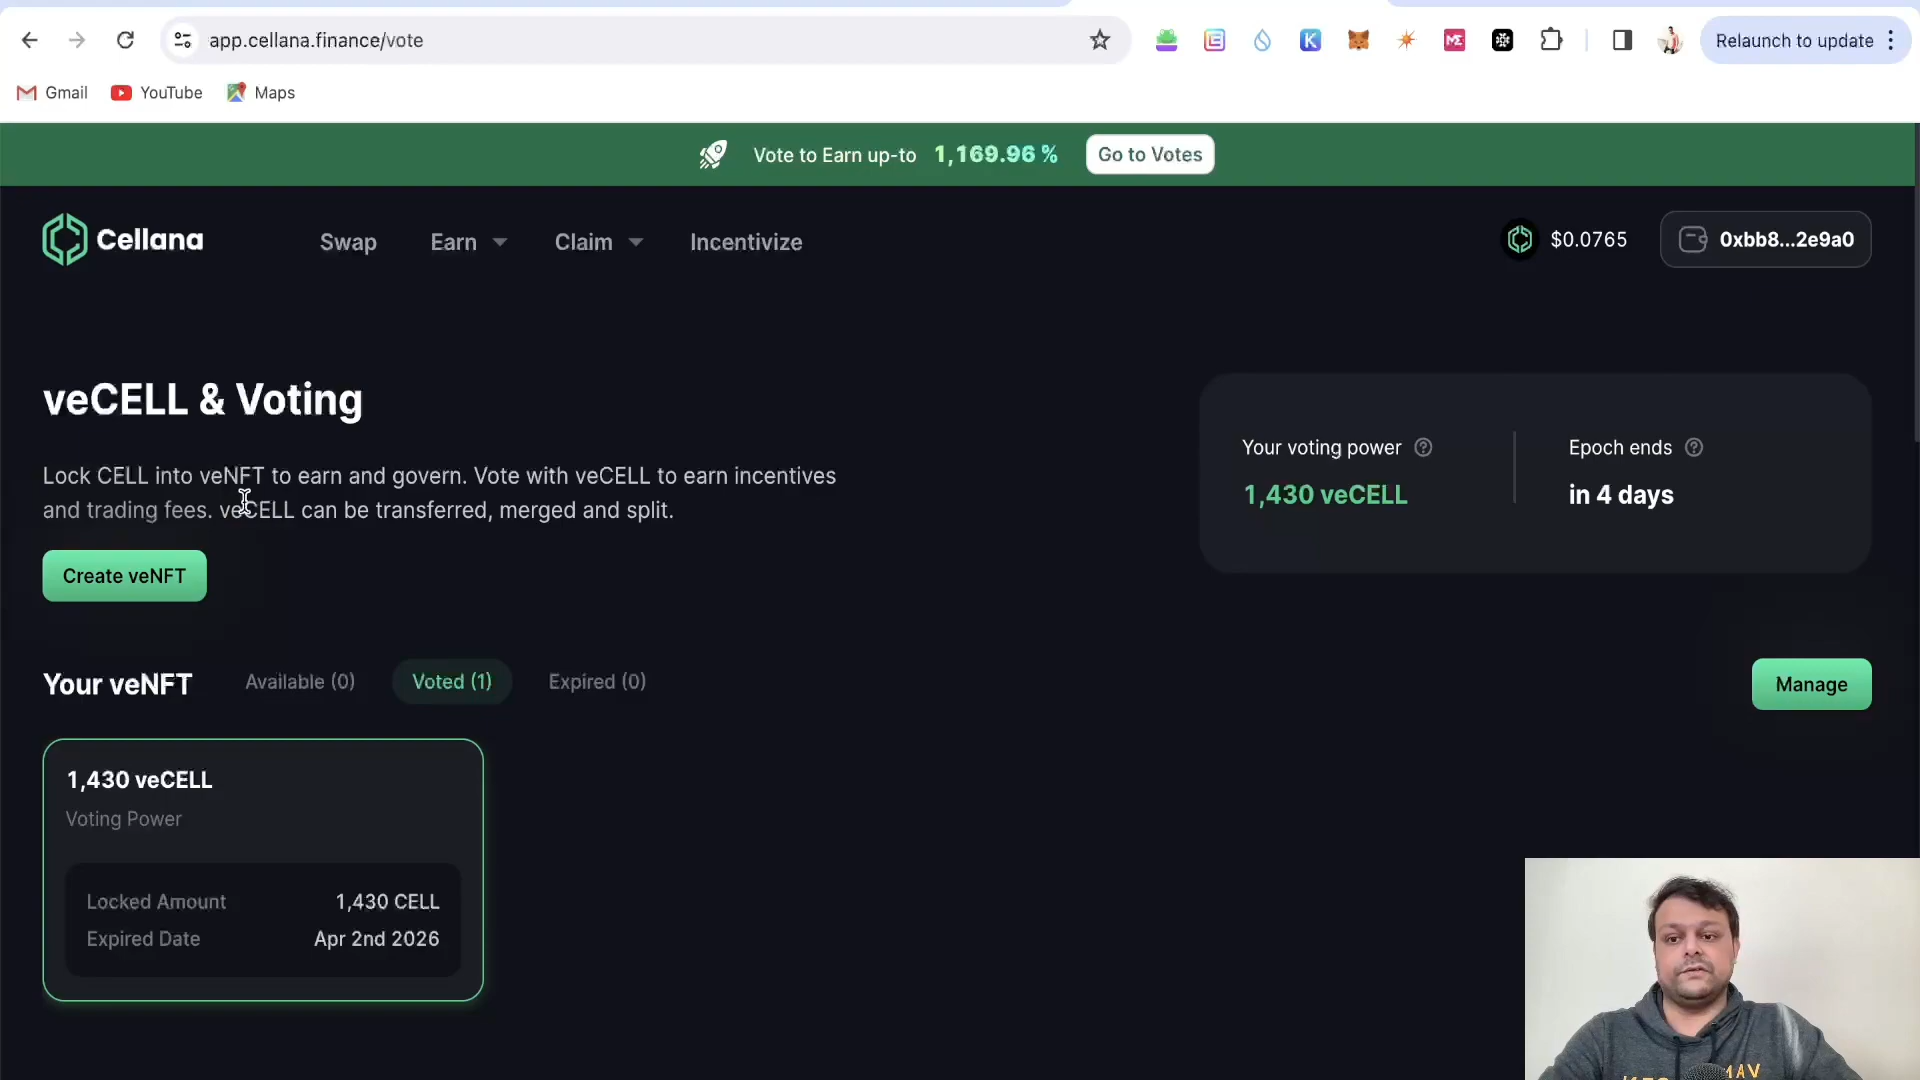 app.cellana.finance/vote
Relaunch to update
Gmail
YouTube
Maps
Vote to Earn up-to 1,169.96 % Go to Votes
Cellana
Swap
Earn
Claim
Incentivize
$0.0765
0xbb8...2e9a0
veCELL & Voting
Lock CELL into veNFT to earn and govern. Vote with veCELL to earn incentives
and trading fees. veCELL can be transferred, merged and split.
Create veNFT
Your voting power
1,430 veCELL
Epoch ends
in 4 days
Your veNFT
Available (0)
Voted (1)
Expired (0)
Manage
1,430 veCELL
Voting Power
Locked Amount 1,430 CELL
Expired Date Apr 2nd 2026